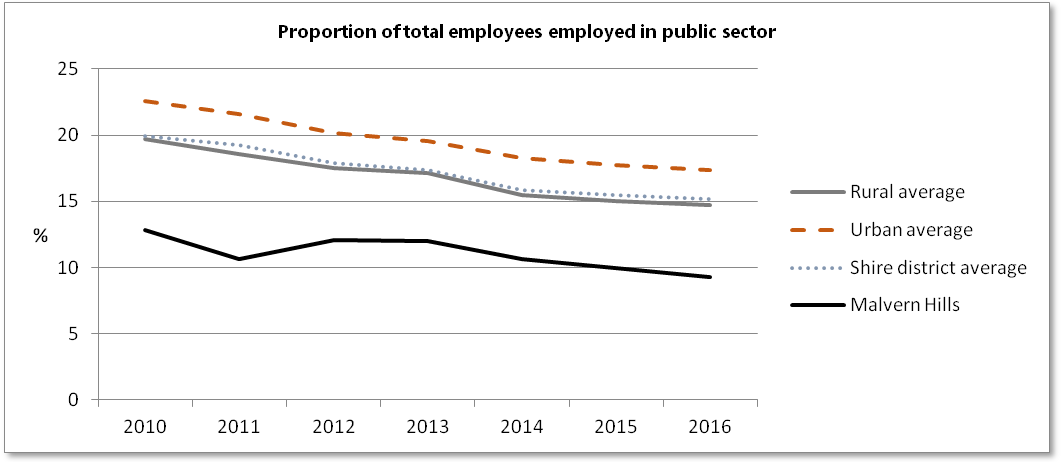 Proportion of total employees employed in public sector
25
20
15
10
5
0
%
2010 2011 2012 2013 2014 2015 2016
Rural average
Urban average
Shire district average
Malvern Hills